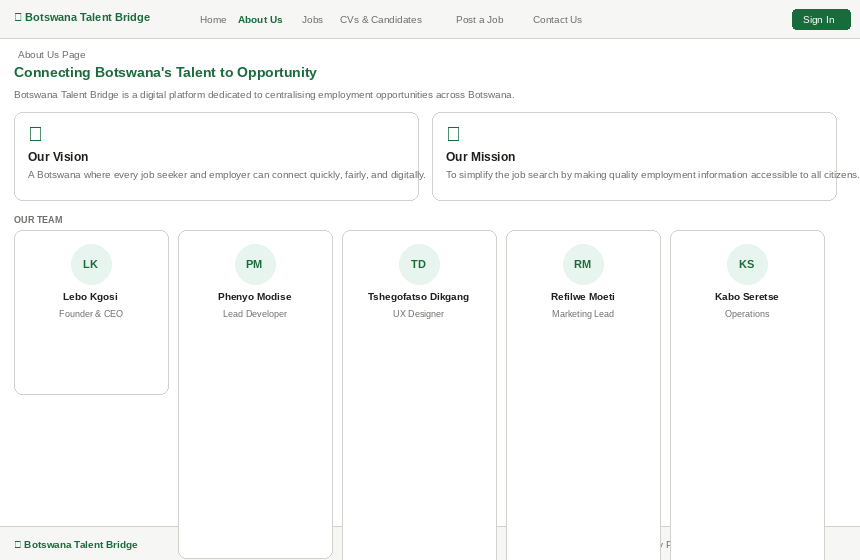 Botswana Talent Bridge
Home About Us Jobs CVs & Candidates Post a Job Contact Us Sign In
About Us Page
Connecting Botswana's Talent to Opportunity
Botswana Talent Bridge is a digital platform dedicated to centralising employment opportunities across Botswana.
Our Vision
A Botswana where every job seeker and employer can connect quickly, fairly, and digitally.
Our Mission
To simplify the job search by making quality employment information accessible to all citizens.
OUR TEAM
LK
Lebo Kgosi
Founder & CEO
PM
Phenyo Modise
Lead Developer
TD
Tshegofatso Dikgang
UX Designer
RM
Refilwe Moeti
Marketing Lead
KS
Kabo Seretse
Operations
Botswana Talent Bridge